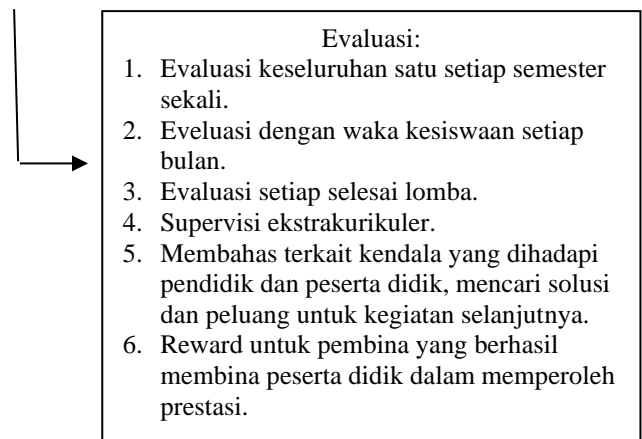 Evaluasi:
1. Evaluasi keseluruhan satu setiap semester
sekali.
2. Eveluasi dengan waka kesiswaan setiap
bulan.
3. Evaluasi setiap selesai lomba.
4. Supervisi ekstrakurikuler.
5. Membahas terkait kendala yang dihadapi
pendidik dan peserta didik, mencari solusi
dan peluang untuk kegiatan selanjutnya.
6. Reward untuk pembina yang berhasil
membina peserta didik dalam memperoleh
prestasi.